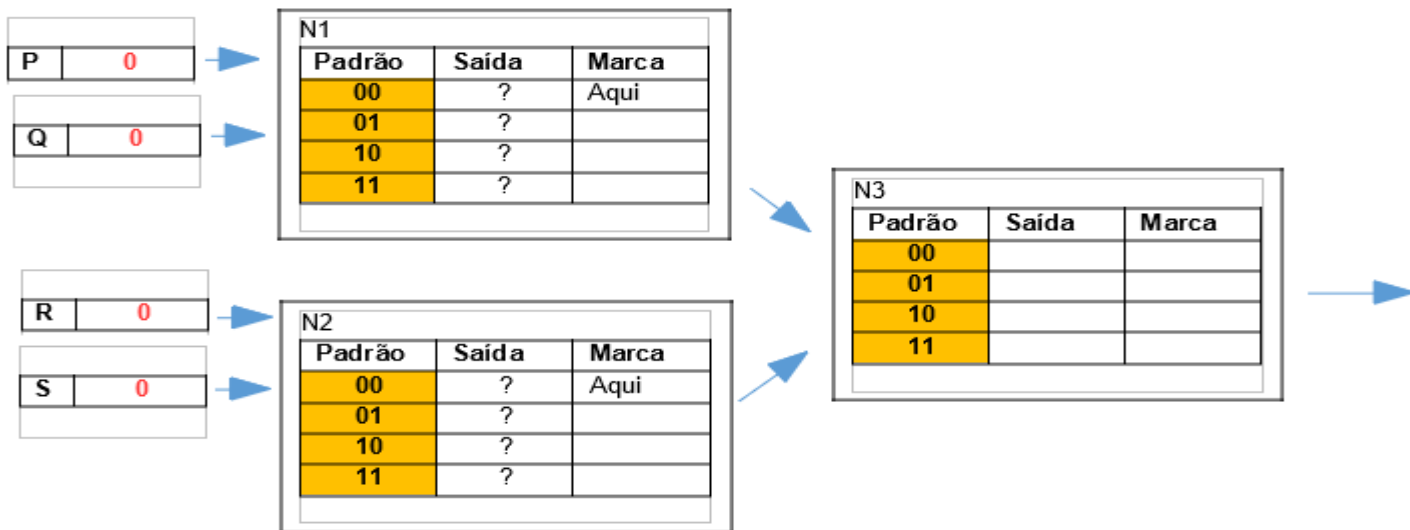 P 0
Q 0
N1
Padrão Saída Marca
00 ? Aqui
01 ?
10 ?
11 ?
R 0
S 0
N2
Padrão Saída Marca
00 ? Aqui
01 ?
10 ?
11 ?
N3
Padrão Saída Marca
00
01
10
11